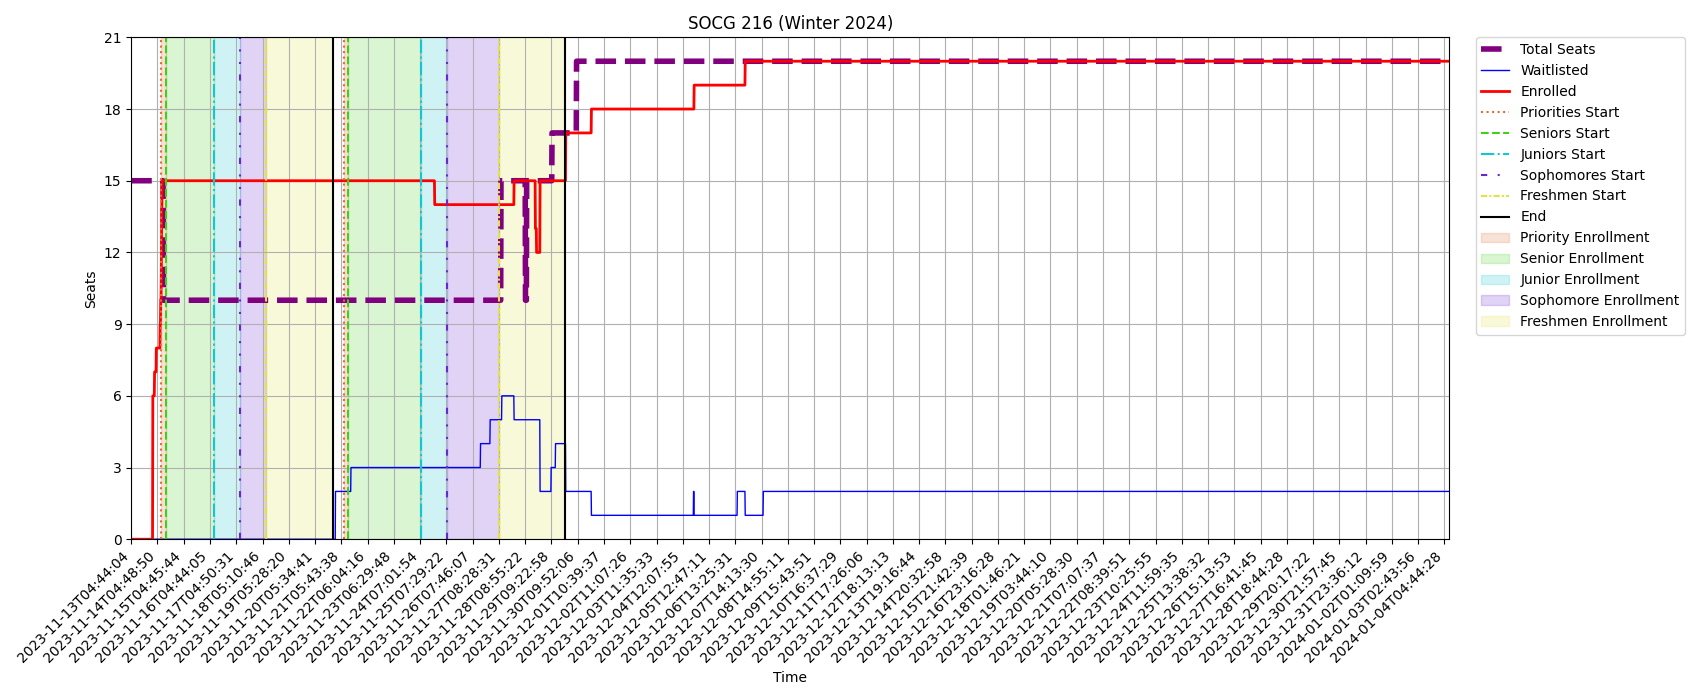 SOCG 216 (Winter 2024)
Seats
21
18
15
12
9
6
3
0
2023-11-13T04:44:04
2023-11-14T04:48:50
2023-11-15T04:45:44
2023-11-16T04:44:05
2023-11-17T04:50:31
2023-11-18T05:10:46
2023-11-19T05:28:20
2023-11-20T05:34:41
2023-11-21T05:43:38
2023-11-22T06:04:16
2023-11-23T06:29:48
2023-11-24T07:01:54
2023-11-25T07:29:22
2023-11-26T07:46:07
2023-11-27T08:28:31
2023-11-28T08:55:22
2023-11-29T09:22:58
2023-11-30T09:52:06
2023-12-01T10:39:37
2023-12-02T11:07:26
2023-12-03T11:35:33
2023-12-04T12:07:55
2023-12-05T12:47:11
2023-12-06T13:25:31
2023-12-07T14:13:30
2023-12-08T14:55:11
2023-12-09T15:43:51
2023-12-10T16:37:29
2023-12-11T17:26:06
2023-12-12T18:13:13
2023-12-13T19:16:44
2023-12-14T20:32:58
2023-12-15T21:42:39
2023-12-16T23:16:28
2023-12-18T01:46:21
2023-12-19T03:44:10
2023-12-20T05:28:30
2023-12-21T07:07:37
2023-12-22T08:39:51
2023-12-23T10:25:55
2023-12-24T11:59:35
2023-12-25T13:38:32
2023-12-26T15:13:53
2023-12-27T16:41:45
2023-12-28T18:44:28
2023-12-29T20:17:22
2023-12-30T21:57:45
2023-12-31T23:36:12
2024-01-02T01:09:59
2024-01-03T02:43:56
2024-01-04T04:44:28
Time
Total Seats
Waitlisted
Enrolled
Priorities Start
Seniors Start
Juniors Start
Sophomores Start
Freshmen Start
End
Priority Enrollment
Senior Enrollment
Junior Enrollment
Sophomore Enrollment
Freshmen Enrollment